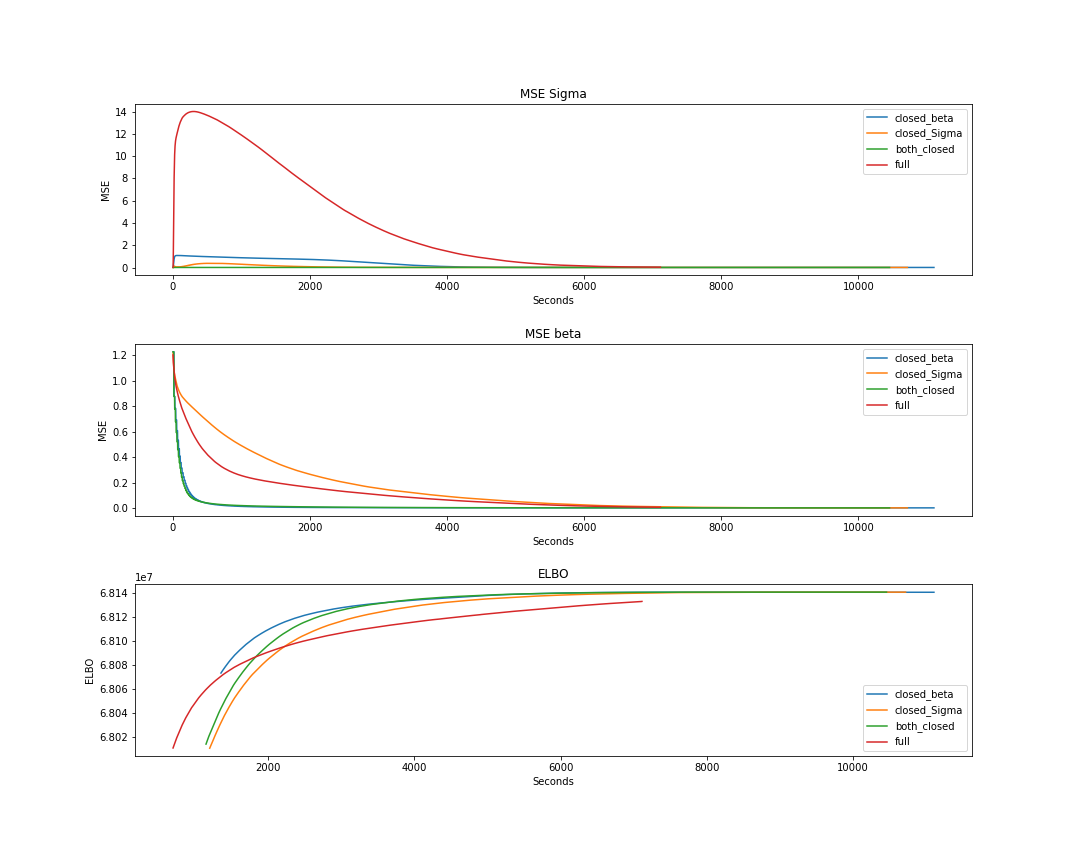 MSE Sigma
14
12
10
8
6
4
2
0
MSE
closed_beta
closed_Sigma
both_closed
full
0 2000 4000 6000 8000 10000
Seconds
MSE beta
1.2
1.0
0.8
0.6
0.4
0.2
0.0
MSE
closed_beta
closed_Sigma
both_closed
full
0 2000 4000 6000 8000 10000
Seconds
ELBO
1e7
6.814
6.812
6.810
6.808
6.806
6.804
6.802
ELBO
closed_beta
closed_Sigma
both_closed
full
2000 4000 6000 8000 10000
Seconds